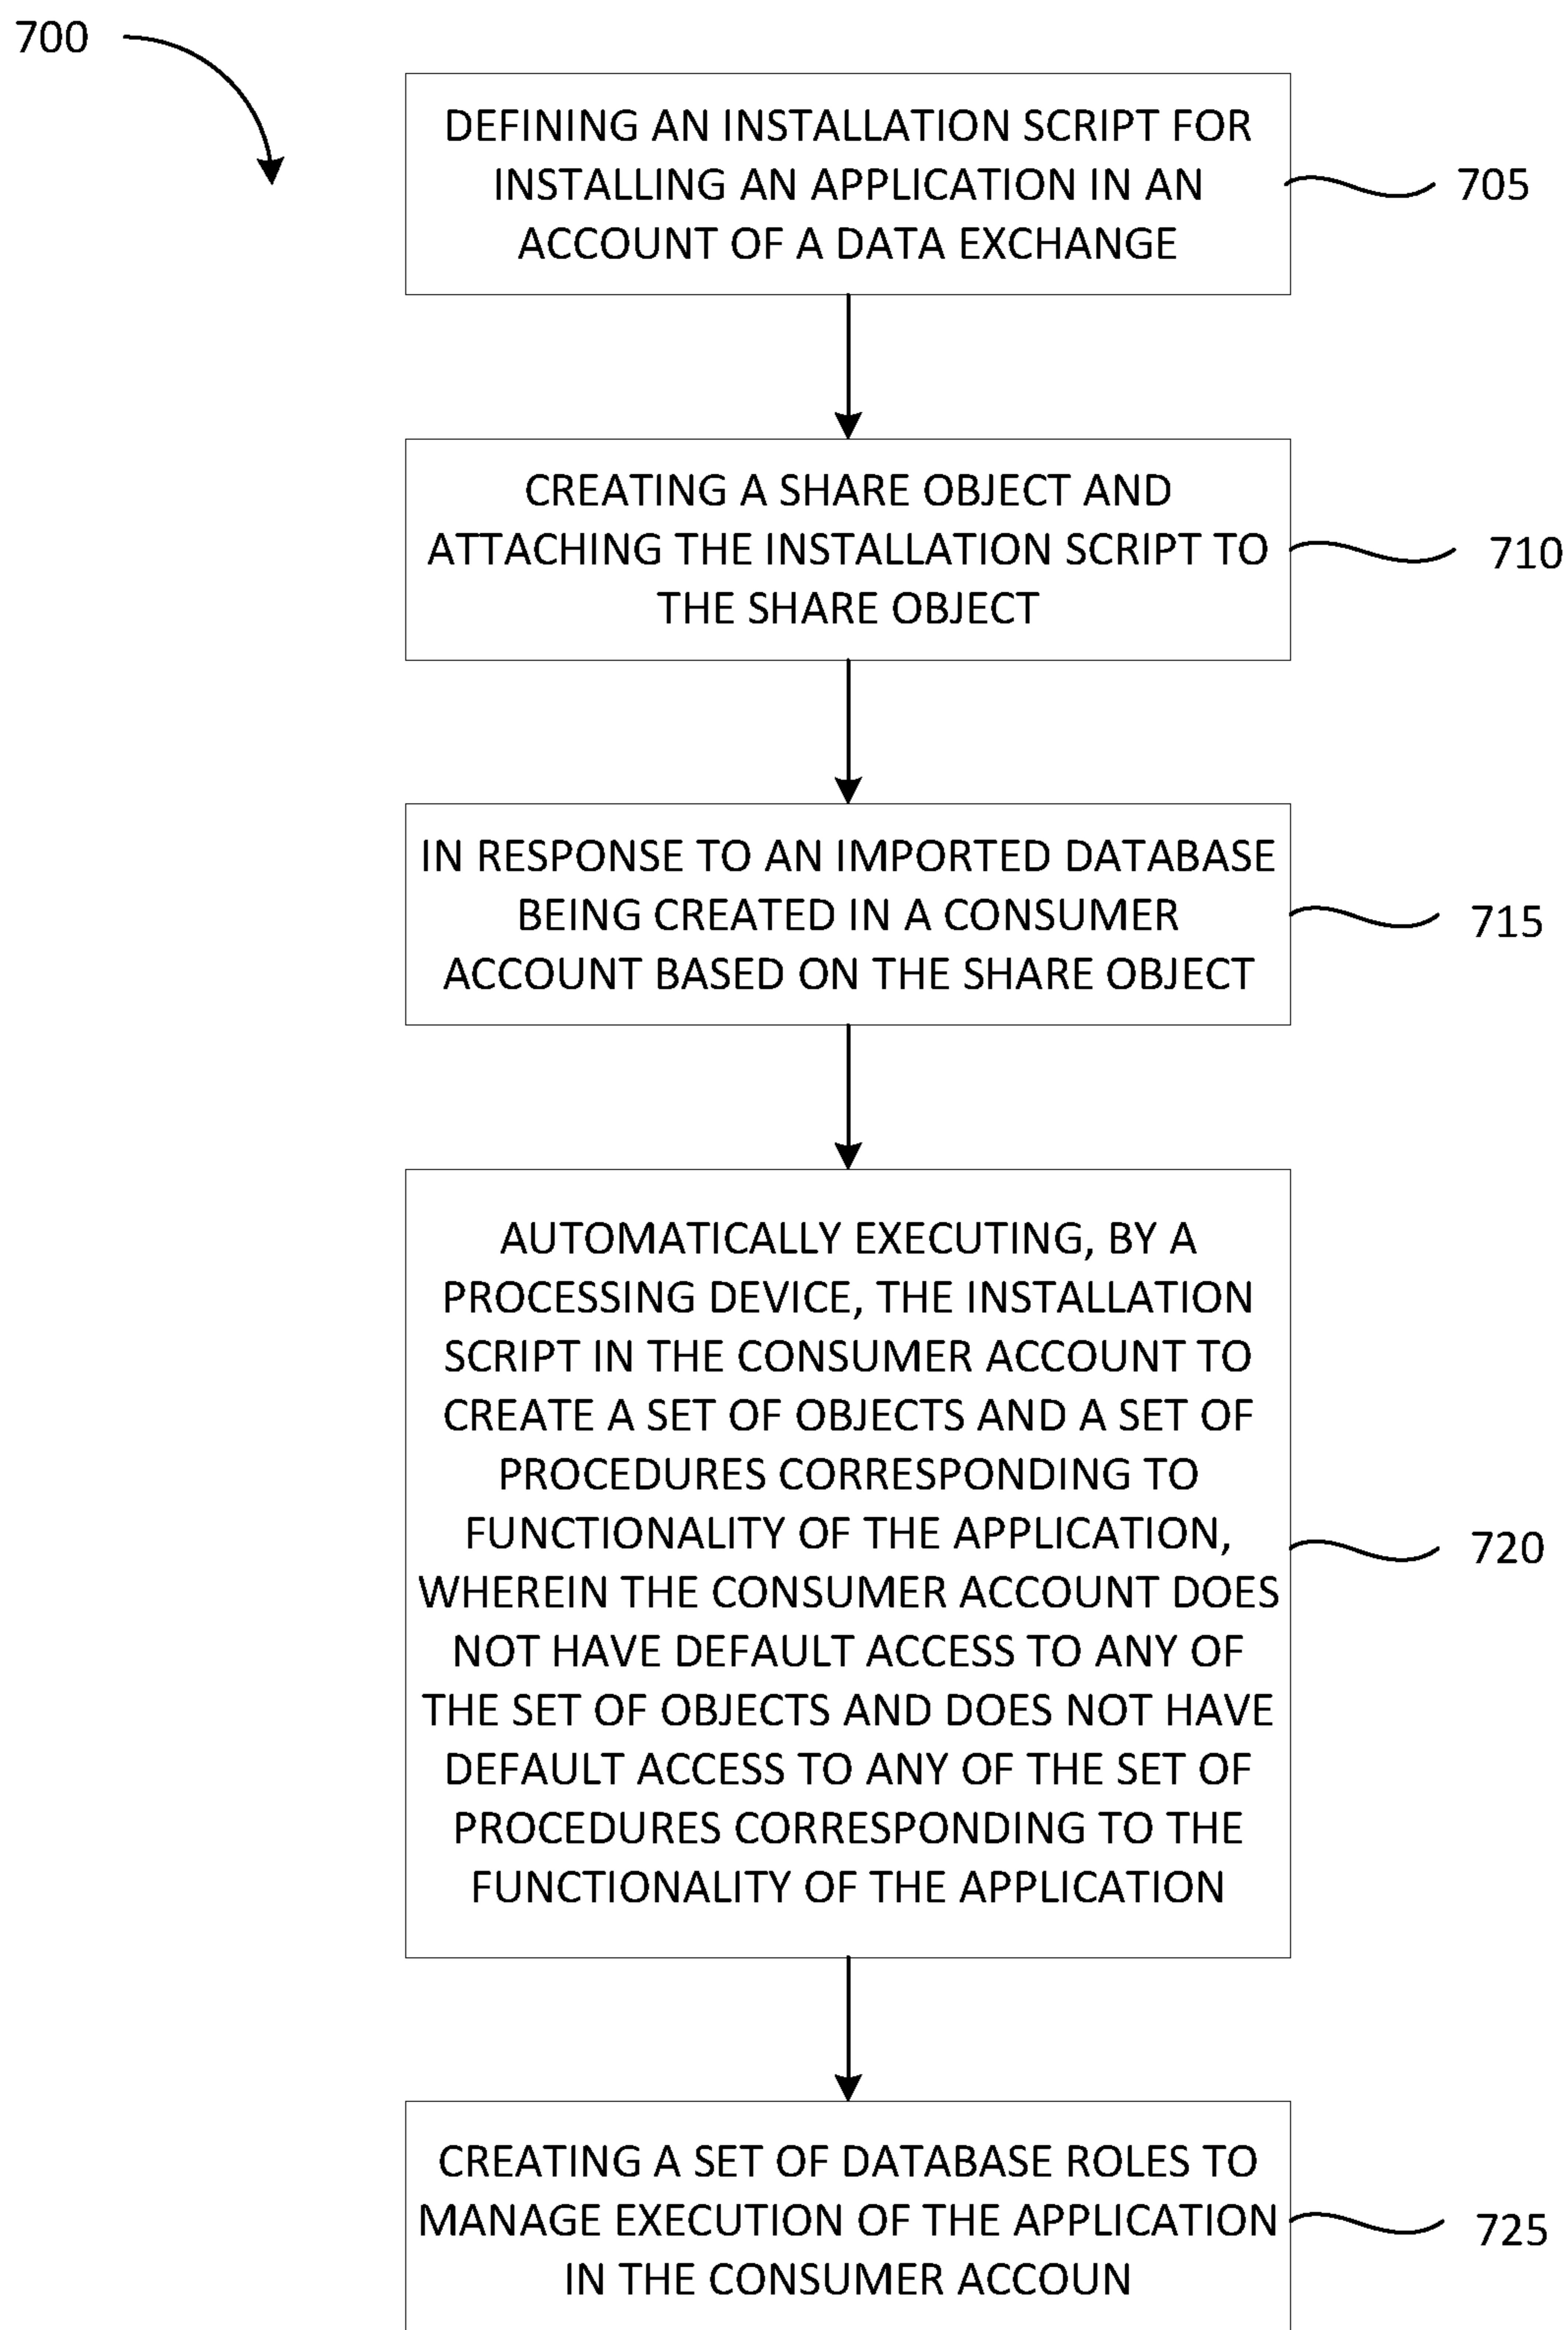 700
DEFINING AN INSTALLATION SCRIPT FOR
INSTALLING AN APPLICATION IN AN
ACCOUNT OF A DATA EXCHANGE
705
CREATING A SHARE OBJECT AND
ATTACHING THE INSTALLATION SCRIPT TO
THE SHARE OBJECT
710
IN RESPONSE TO AN IMPORTED DATABASE
BEING CREATED IN A CONSUMER
ACCOUNT BASED ON THE SHARE OBJECT
715
AUTOMATICALLY EXECUTING, BY A
PROCESSING DEVICE, THE INSTALLATION
SCRIPT IN THE CONSUMER ACCOUNT TO
CREATE A SET OF OBJECTS AND A SET OF
PROCEDURES CORRESPONDING TO
FUNCTIONALITY OF THE APPLICATION,
WHEREIN THE CONSUMER ACCOUNT DOES
NOT HAVE DEFAULT ACCESS TO ANY OF
THE SET OF OBJECTS AND DOES NOT HAVE
DEFAULT ACCESS TO ANY OF THE SET OF
PROCEDURES CORRESPONDING TO THE
FUNCTIONALITY OF THE APPLICATION
720
CREATING A SET OF DATABASE ROLES TO
MANAGE EXECUTION OF THE APPLICATION
IN THE CONSUMER ACCOUN
725